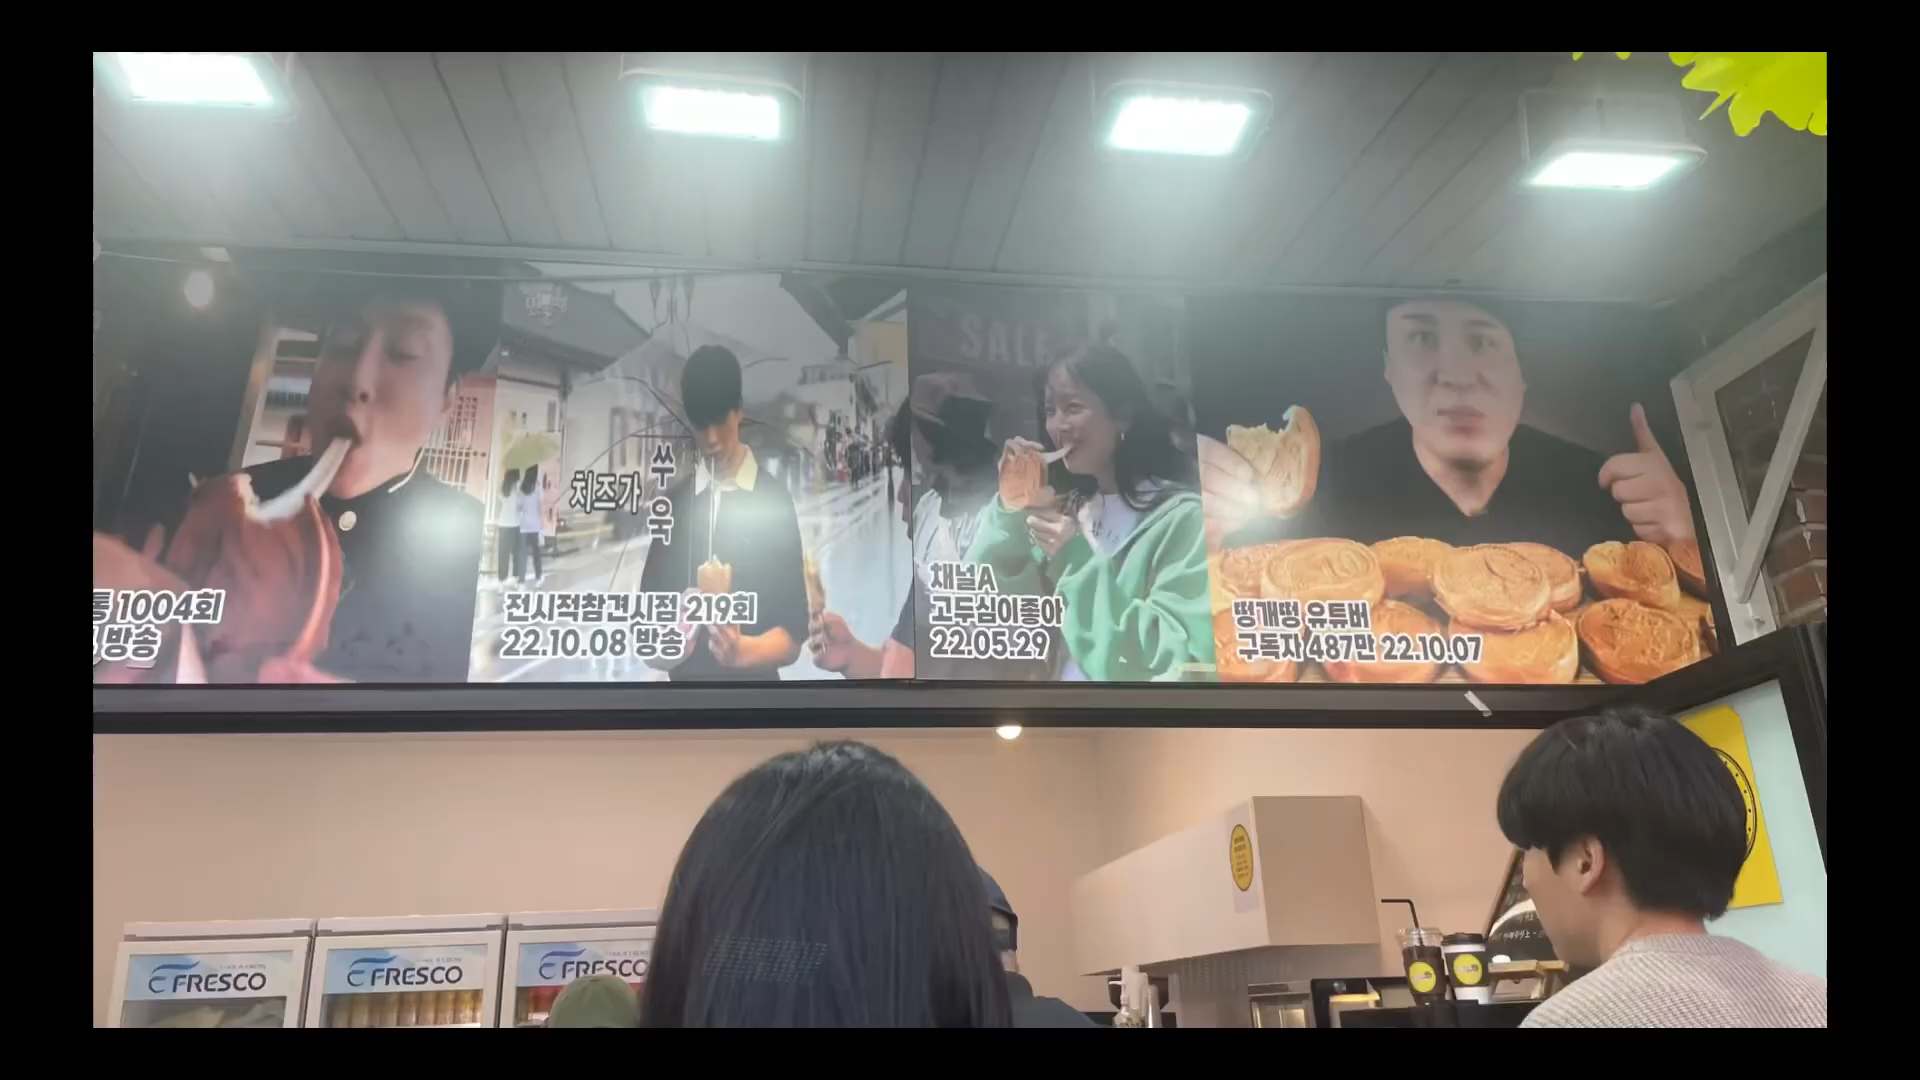 SALE
치즈가
쑤
욱
통 1004회
방송
전시적참견시점 219회
22.10.08 방송
채널A
고두심이좋아
22.05.29
떵개떵 유튜버
구독자 487만 22.10.07
FRESCO
FRESCO
FRESCO